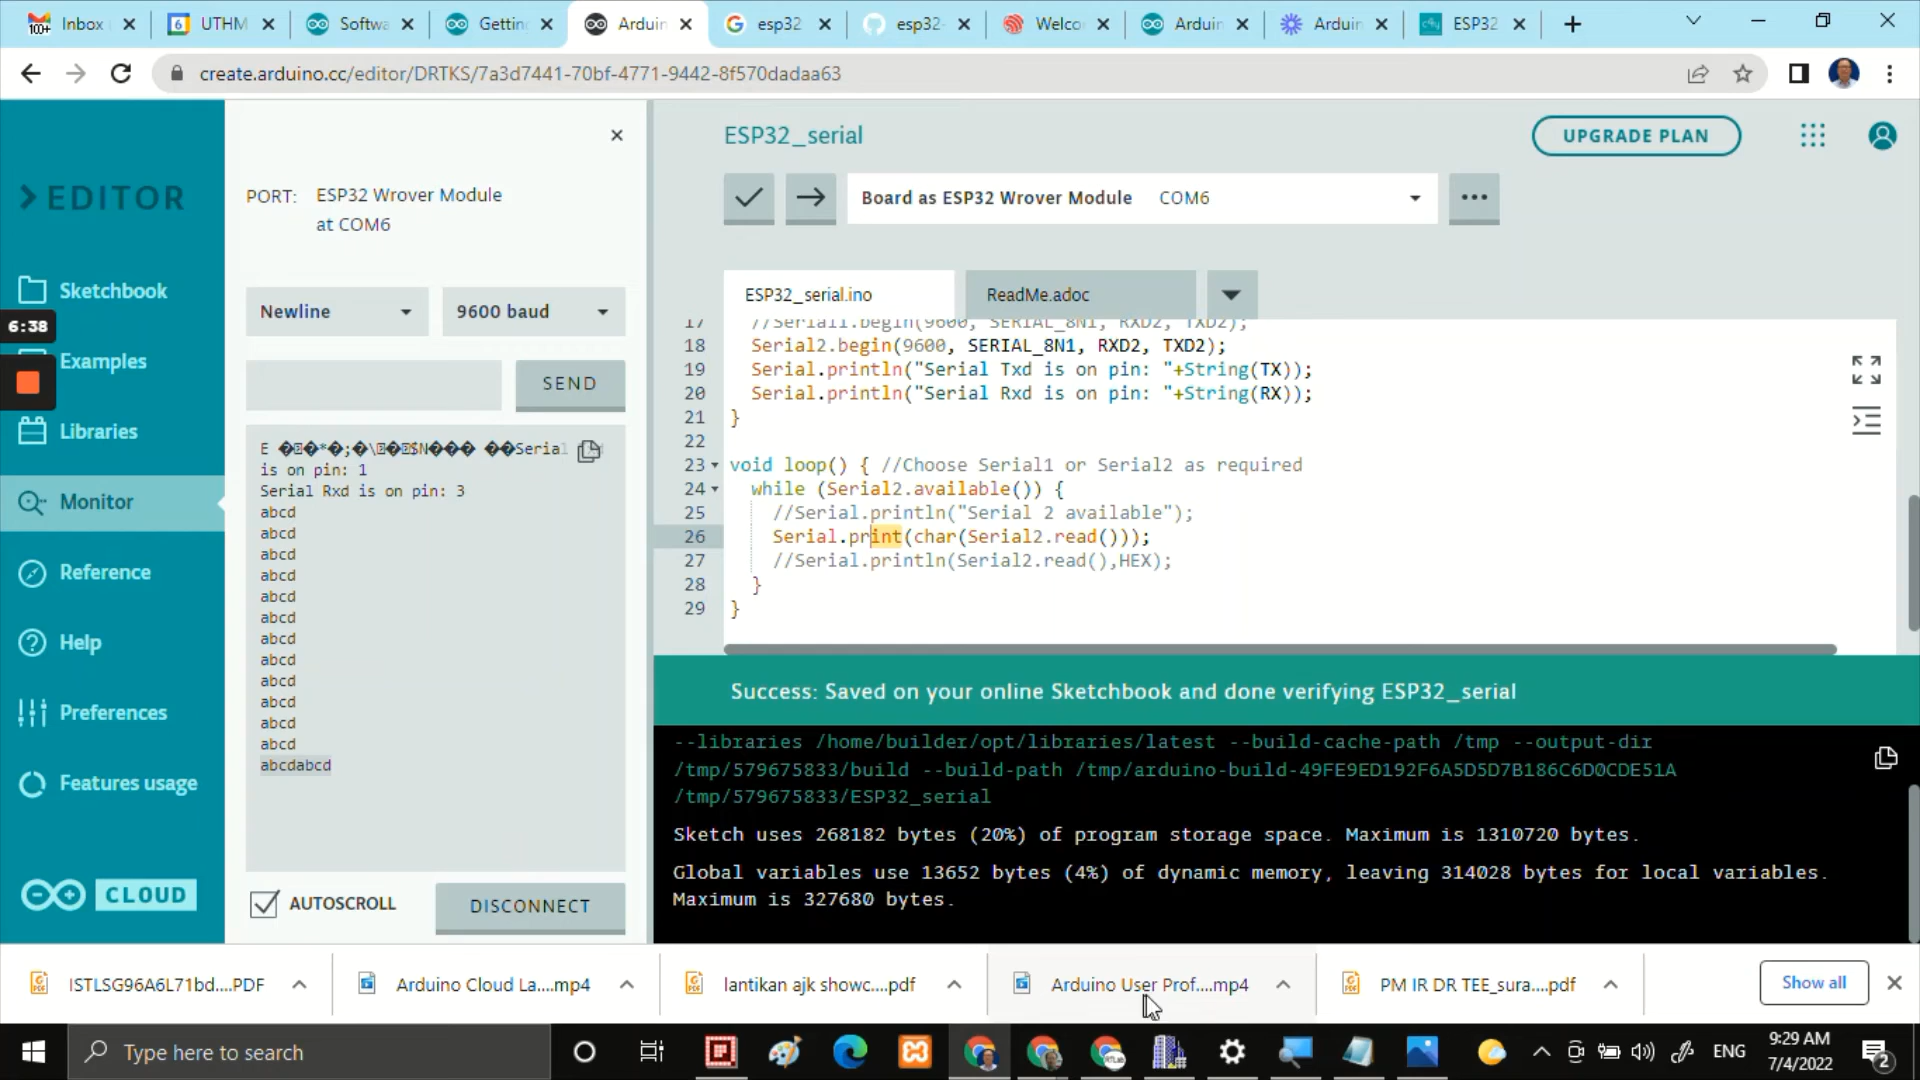 Inbox
UTHM
Softwa
Gettin
Arduin
esp32
esp32-
Welco
Arduin
Arduin
ESP32
create.arduino.cc/editor/DRTKS/7a3d7441-70bf-4771-9442-8f570dadaa63
EDITOR
Sketchbook
6:38
Examples
Libraries
Monitor
Reference
Help
Preferences
Features usage
CLOUD
PORT: ESP32 Wrover Module
at COM6
Newline
9600 baud
SEND
is on pin: 1
Serial Rxd is on pin: 3
abcd
abcd
abcd
abcd
abcd
abcd
abcd
abcd
abcd
abcd
abcd
abcd
abcdabcd
AUTOSCROLL
DISCONNECT
ESP32_serial
UPGRADE PLAN
Board as ESP32 Wrover Module COM6
ESP32_serial.ino
ReadMe.adoc
17 //Serial1.begin(9600, SERIAL_8N1, RXD2, TXD2);
18 Serial2.begin(9600, SERIAL_8N1, RXD2, TXD2);
19 Serial.println("Serial Txd is on pin: "+String(TX));
20 Serial.println("Serial Rxd is on pin: "+String(RX));
21 }
22
23 void loop() { //Choose Serial1 or Serial2 as required
24 while (Serial2.available()) {
25 //Serial.println("Serial 2 available");
26 Serial.print(char(Serial2.read()));
27 //Serial.println(Serial2.read(),HEX);
28 }
29 }
Success: Saved on your online Sketchbook and done verifying ESP32_serial
--libraries /home/builder/opt/libraries/latest --build-cache-path /tmp --output-dir
/tmp/579675833/build --build-path /tmp/arduino-build-49FE9ED192F6A5D5D7B186C6D0CDE51A
/tmp/579675833/ESP32_serial
Sketch uses 268182 bytes (20%) of program storage space. Maximum is 1310720 bytes.
Global variables use 13652 bytes (4%) of dynamic memory, leaving 314028 bytes for local variables.
Maximum is 327680 bytes.
ISTLSG96A6L71bd....PDF
Arduino Cloud La....mp4
lantikan ajk showc....pdf
Arduino User Prof....mp4
PM IR DR TEE_sura....pdf
Show all
Type here to search
ENG
9:29 AM
7/4/2022
2